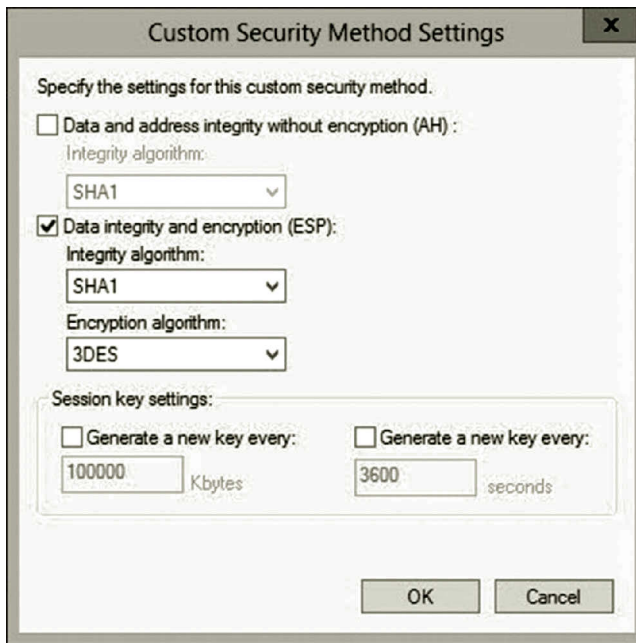 Custom Security Method Settings
x
Specify the settings for this custom security method.
Data and address integrity without encryption (AH) :
Integrity algorithm:
SHA1
Data integrity and encryption (ESP):
Integrity algorithm:
SHA1
Encryption algorithm:
3DES
Session key settings:
Generate a new key every: Generate a new key every:
100000 Kbytes 3600 seconds
OK Cancel